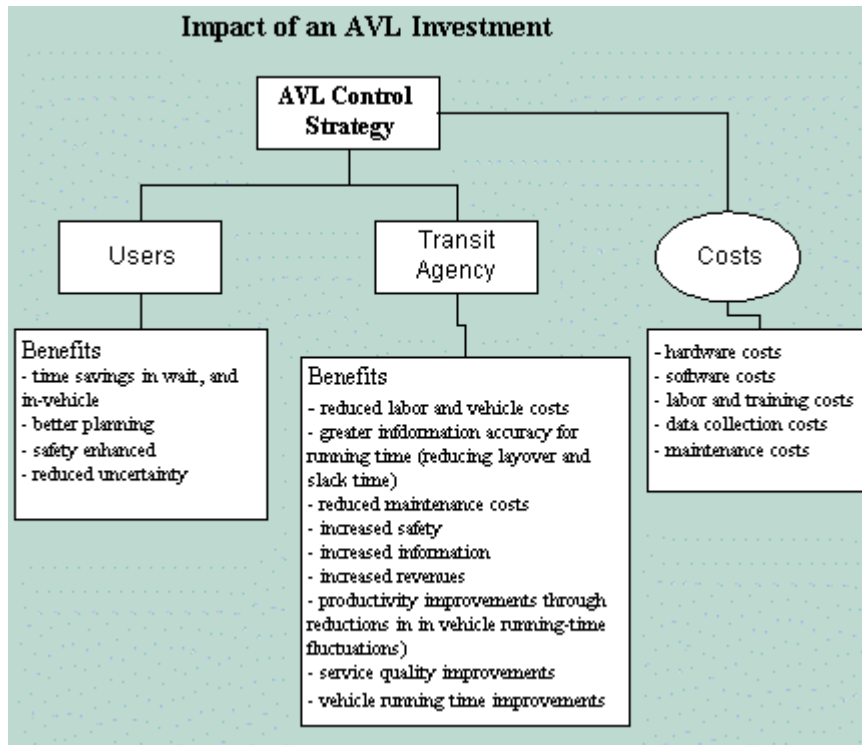 Impact of an AVL Investment
AVL Control
Strategy
Users
Transit
Agency
Costs
Benefits
- time savings in wait, and
in-vehicle
- better planning
- safety enhanced
- reduced uncertainty
Benefits
- reduced labor and vehicle costs
- greater infdormation accuracy for
running time (reducing layover and
slack time)
- reduced maintenance costs
- increased safety
- increased information
- increased revenues
- productivity improvements through
reductions in in vehicle running-time
fluctuations)
- service quality improvements
- vehicle running time improvements
- hardware costs
- software costs
- labor and training costs
- data collection costs
- maintenance costs